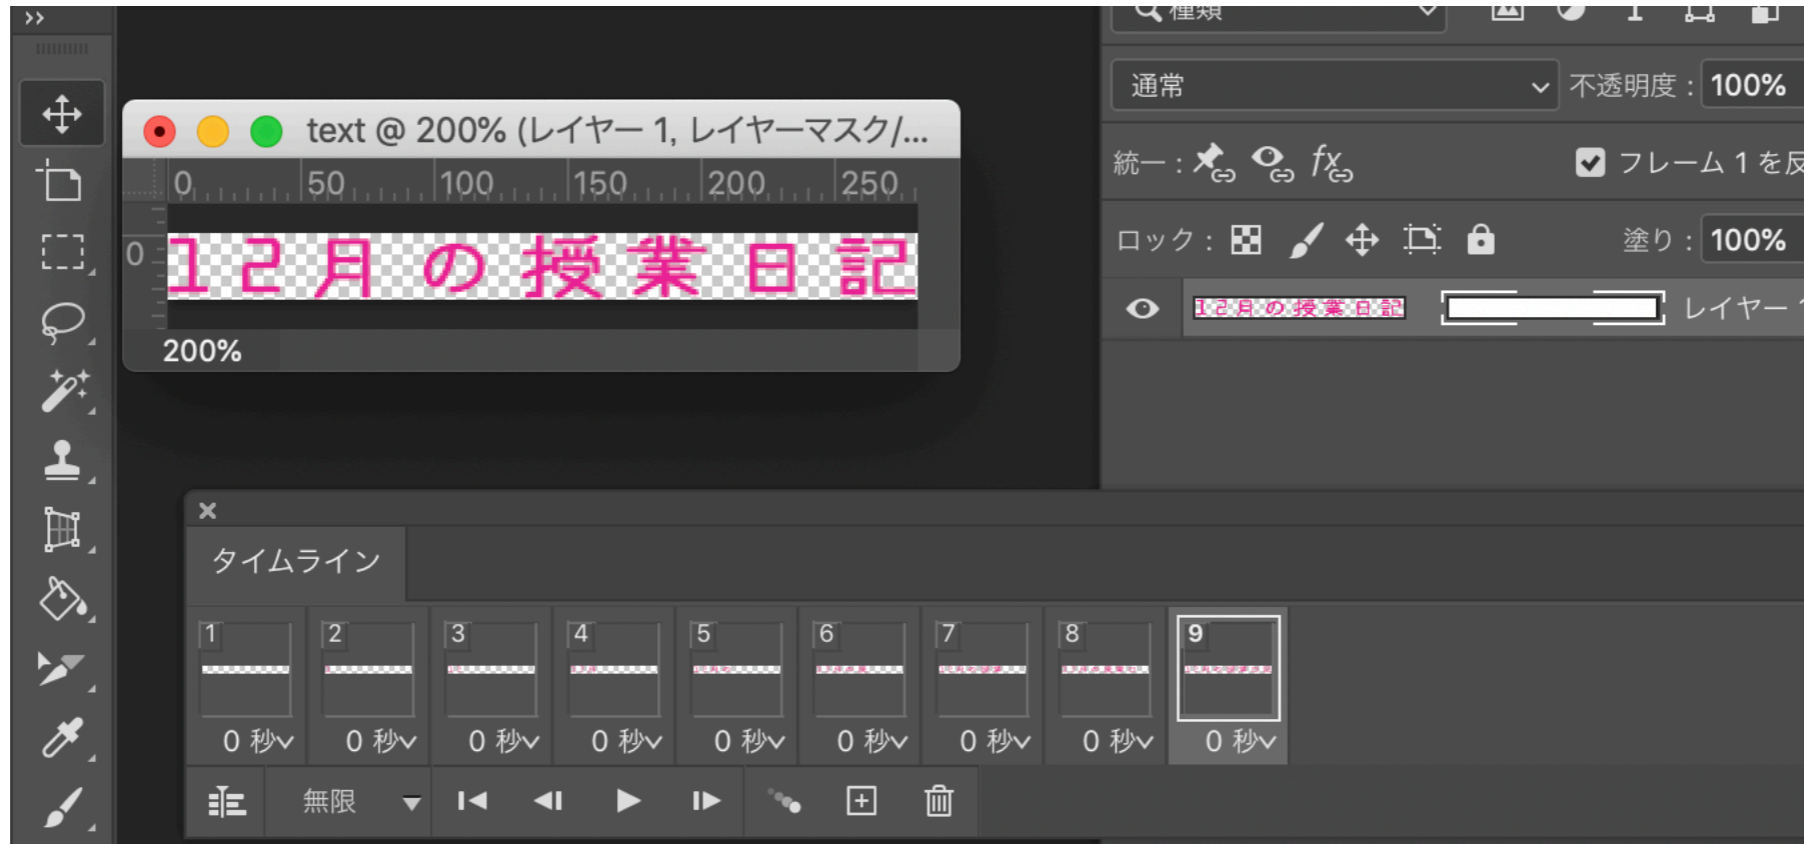 種類
通常
不透明度 : 100%
text @ 200% (レイヤー 1, レイヤーマスク/...
統一 :
フレーム 1 を反
0 50 100 150 200 250
ロック :
塗り : 100%
0
12月の授業日記
12月の授業日記
レイヤー 1
200%
タイムライン
1 2 3 4 5 6 7 8 9
0 秒 0 秒 0 秒 0 秒 0 秒 0 秒 0 秒 0 秒 0 秒
無限